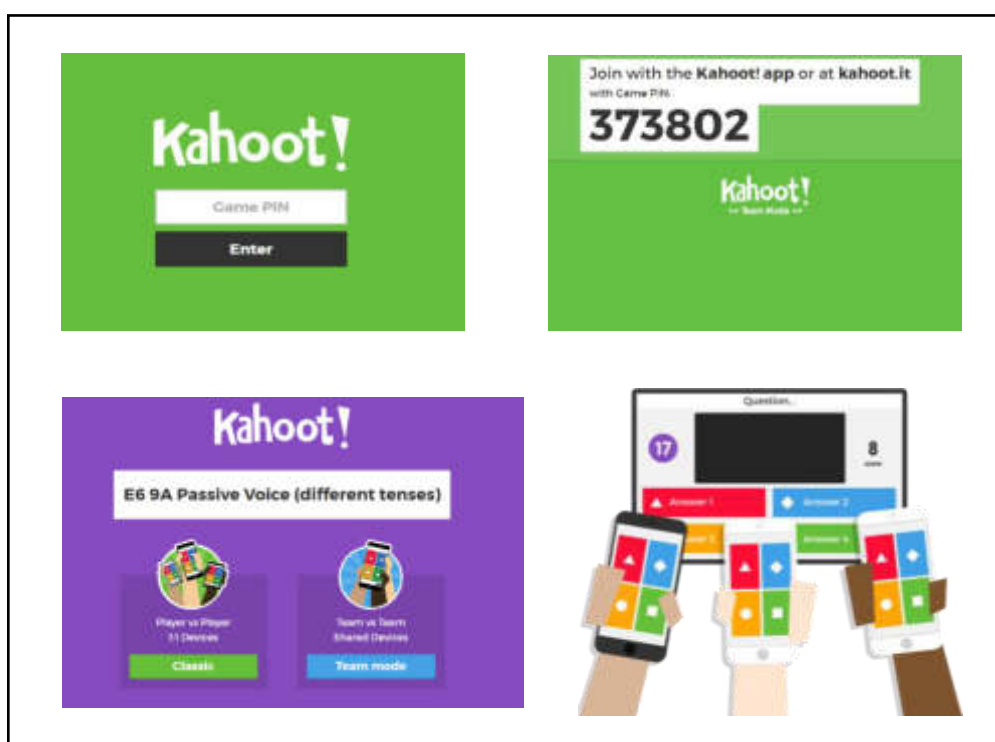 Kahoot!
Game PIN
Enter
Join with the Kahoot! app or at kahoot.it
with Game PIN:
373802
Kahoot!
Team Mode
Kahoot!
E6 9A Passive Voice (different tenses)
Player vs Player
1:1 Devices
Classic
Team vs Team
Shared Devices
Team mode
Question...
17
8
Answer 1
Answer 2
Answer 4